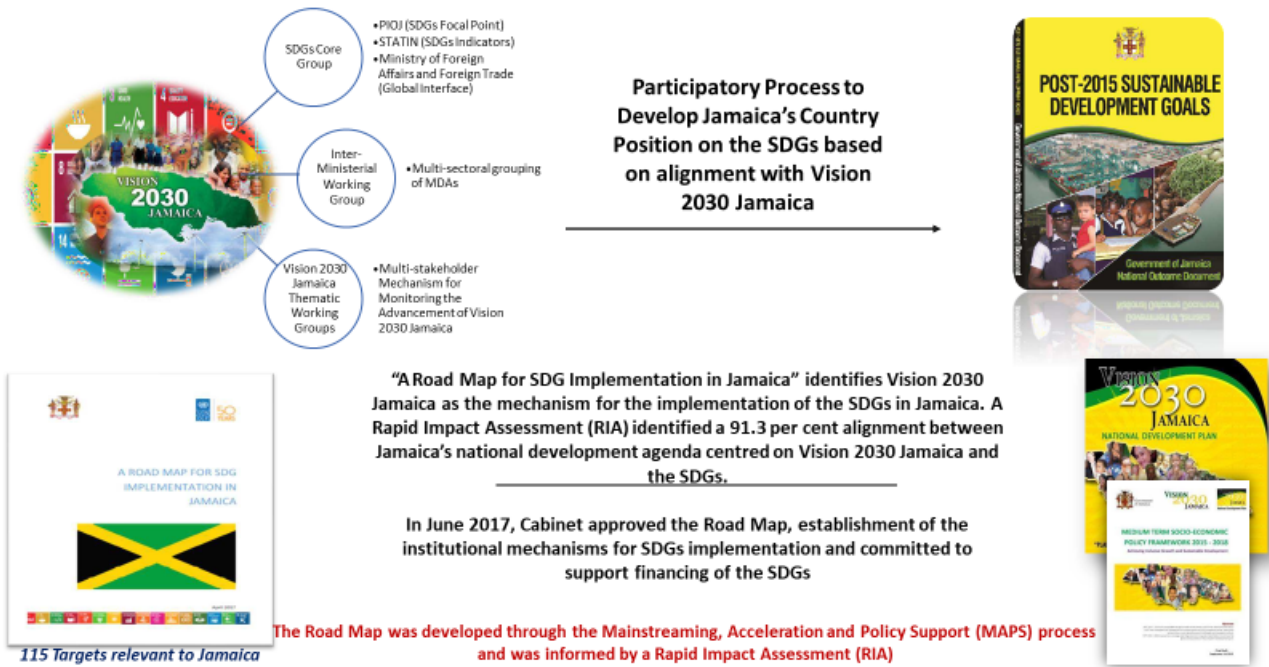 SDGs Core
Group
•PIOJ (SDGs Focal Point)
•STATIN (SDGs Indicators)
•Ministry of Foreign
Affairs and Foreign Trade
(Global Interface)
Inter-
Ministerial
Working
Group
•Multi-sectoral grouping
of MDAs
Vision 2030
Jamaica
Thematic
Working
Groups
•Multi-stakeholder
Mechanism for
Monitoring the
Advancement of Vision
2030 Jamaica
4
8
14
VISION
2030
JAMAICA
Participatory Process to
Develop Jamaica's Country
Position on the SDGs based
on alignment with Vision
2030 Jamaica
POST-2015 SUSTAINABLE
DEVELOPMENT GOALS
Government of Jamaica
National Outcome Document
"A Road Map for SDG Implementation in Jamaica" identifies Vision 2030
Jamaica as the mechanism for the implementation of the SDGs in Jamaica. A
Rapid Impact Assessment (RIA) identified a 91.3 per cent alignment between
Jamaica's national development agenda centred on Vision 2030 Jamaica and
the SDGs.
In June 2017, Cabinet approved the Road Map, establishment of the
institutional mechanisms for SDGs implementation and committed to
support financing of the SDGs
50
YEARS
A ROAD MAP FOR SDG
IMPLEMENTATION IN
JAMAICA
April 2017
115 Targets relevant to Jamaica
VISION
2030
JAMAICA
NATIONAL DEVELOPMENT PLAN
VISION
2030
JAMAICA
MEDIUM TERM SOCIO-ECONOMIC
POLICY FRAMEWORK 2015 - 2018
The Road Map was developed through the Mainstreaming, Acceleration and Policy Support (MAPS) process
and was informed by a Rapid Impact Assessment (RIA)